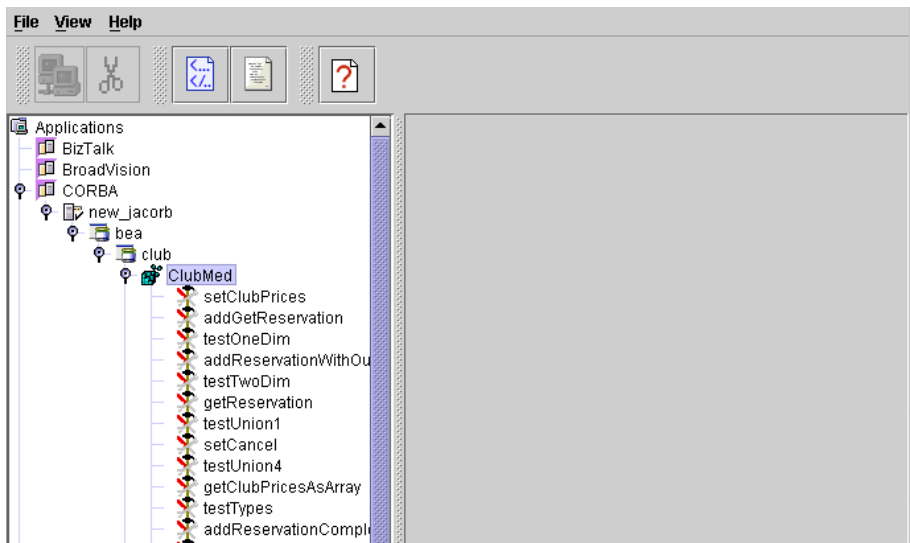 File View Help
<...
</..
?
Applications
BizTalk
BroadVision
CORBA
new_jacorb
bea
club
ClubMed
setClubPrices
addGetReservation
testOneDim
addReservationWithOu
testTwoDim
getReservation
testUnion1
setCancel
testUnion4
getClubPricesAsArray
testTypes
addReservationComple